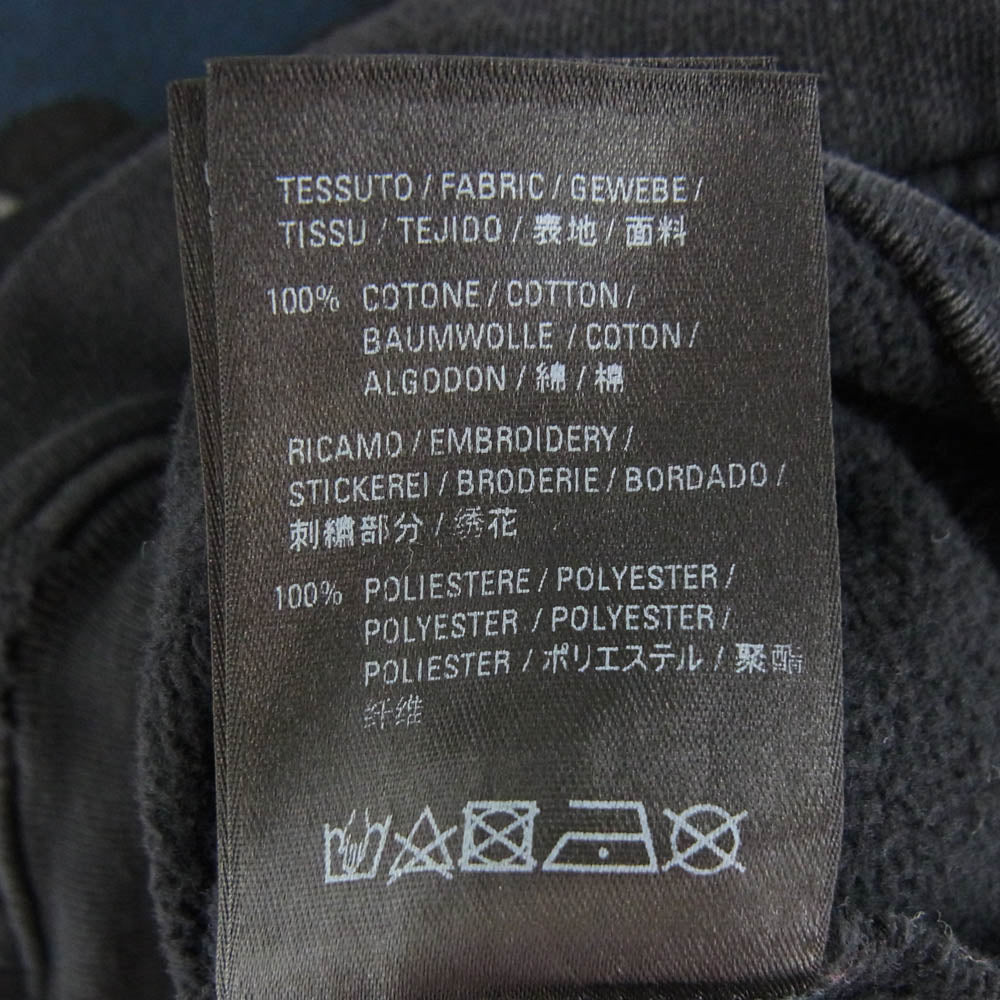 TESSUTO / FABRIC / GEWEBE /
TISSU / TEJIDO / 表地 / 面料
100% COTONE / COTTON /
BAUMWOLLE / COTON /
ALGODON / 綿 / 棉
RICAMO / EMBROIDERY /
STICKEREI / BRODERIE / BORDADO /
刺繍部分 / 绣花
100% POLIESTERE / POLYESTER /
POLYESTER / POLYESTER /
POLIESTER / ポリエステル / 聚酯
纤维